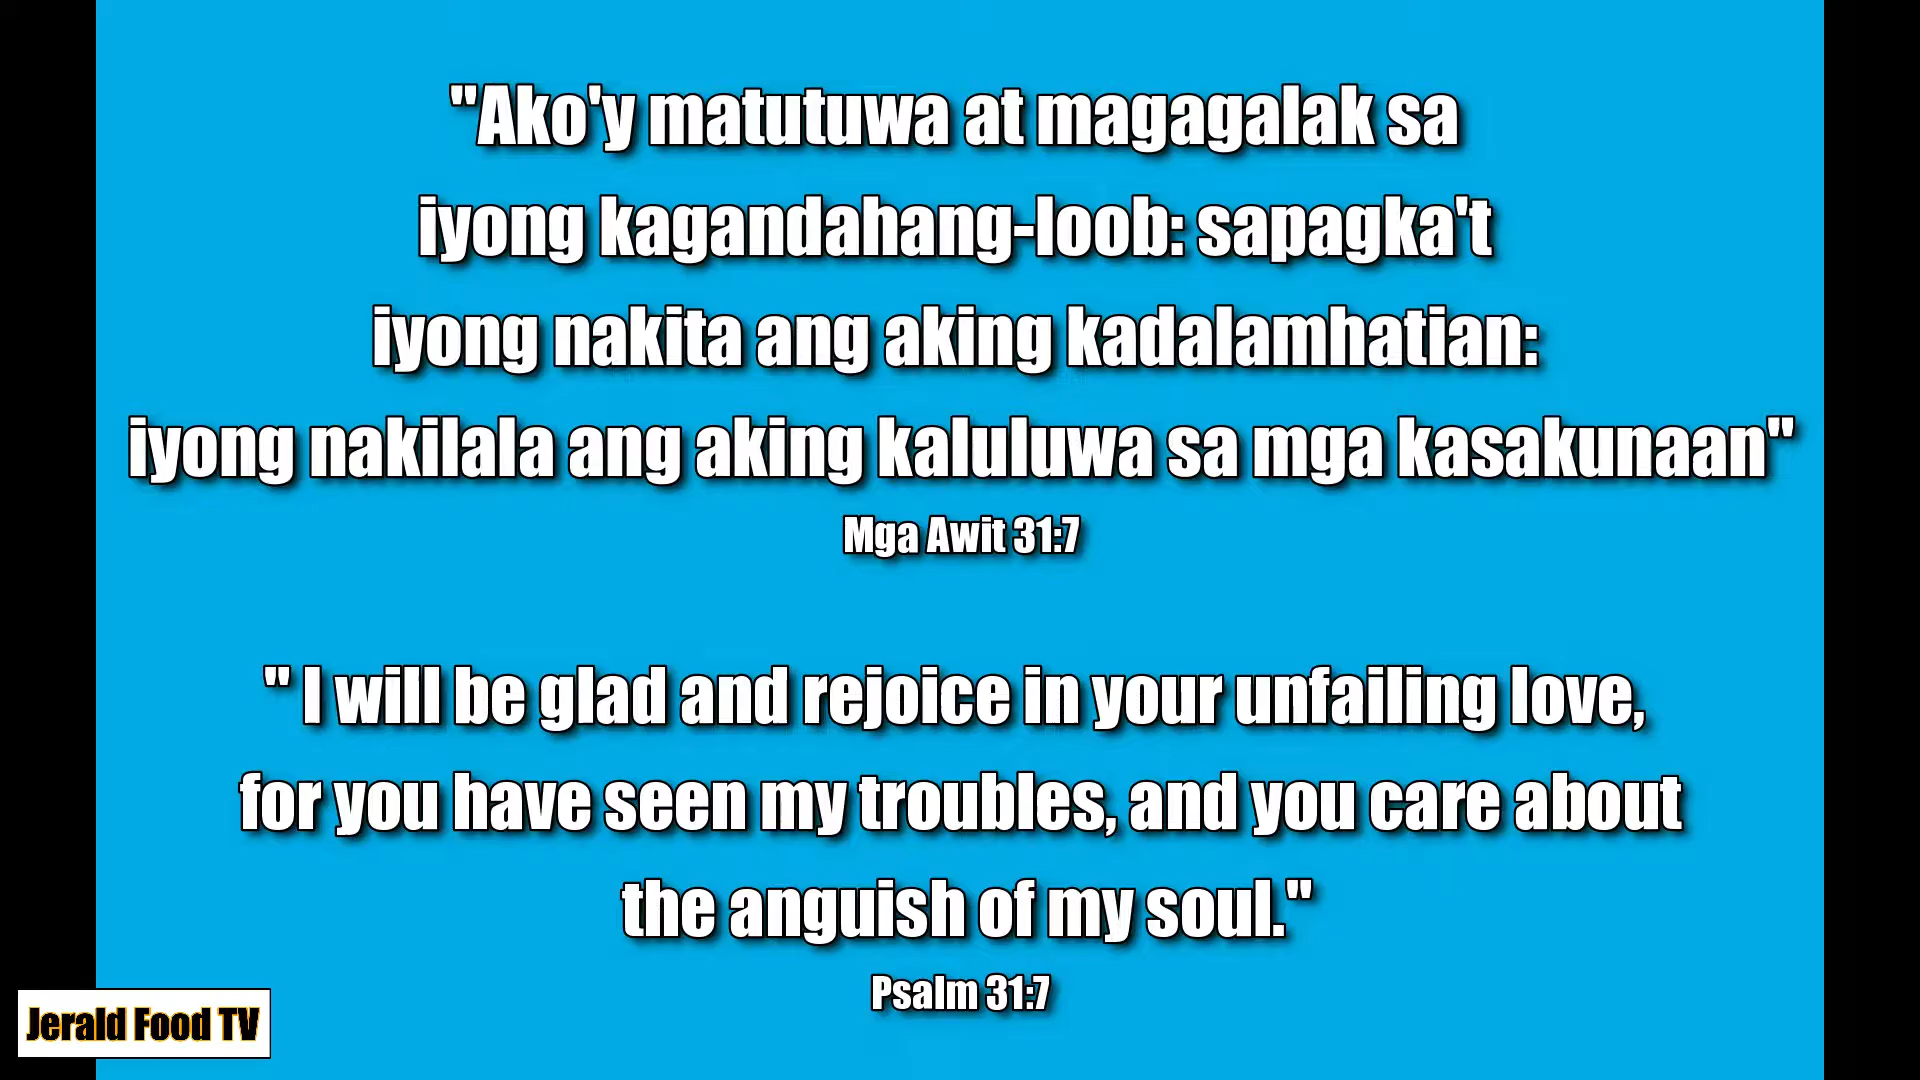 "Ako'y matutuwa at magagalak sa
iyong kagandahang-loob: sapagka't
iyong nakita ang aking kadalamhatian:
iyong nakilala ang aking kaluluwa sa mga kasakunaan"
Mga Awit 31:7
" I will be glad and rejoice in your unfailing love,
for you have seen my troubles, and you care about
the anguish of my soul."
Psalm 31:7
Jerald Food TV